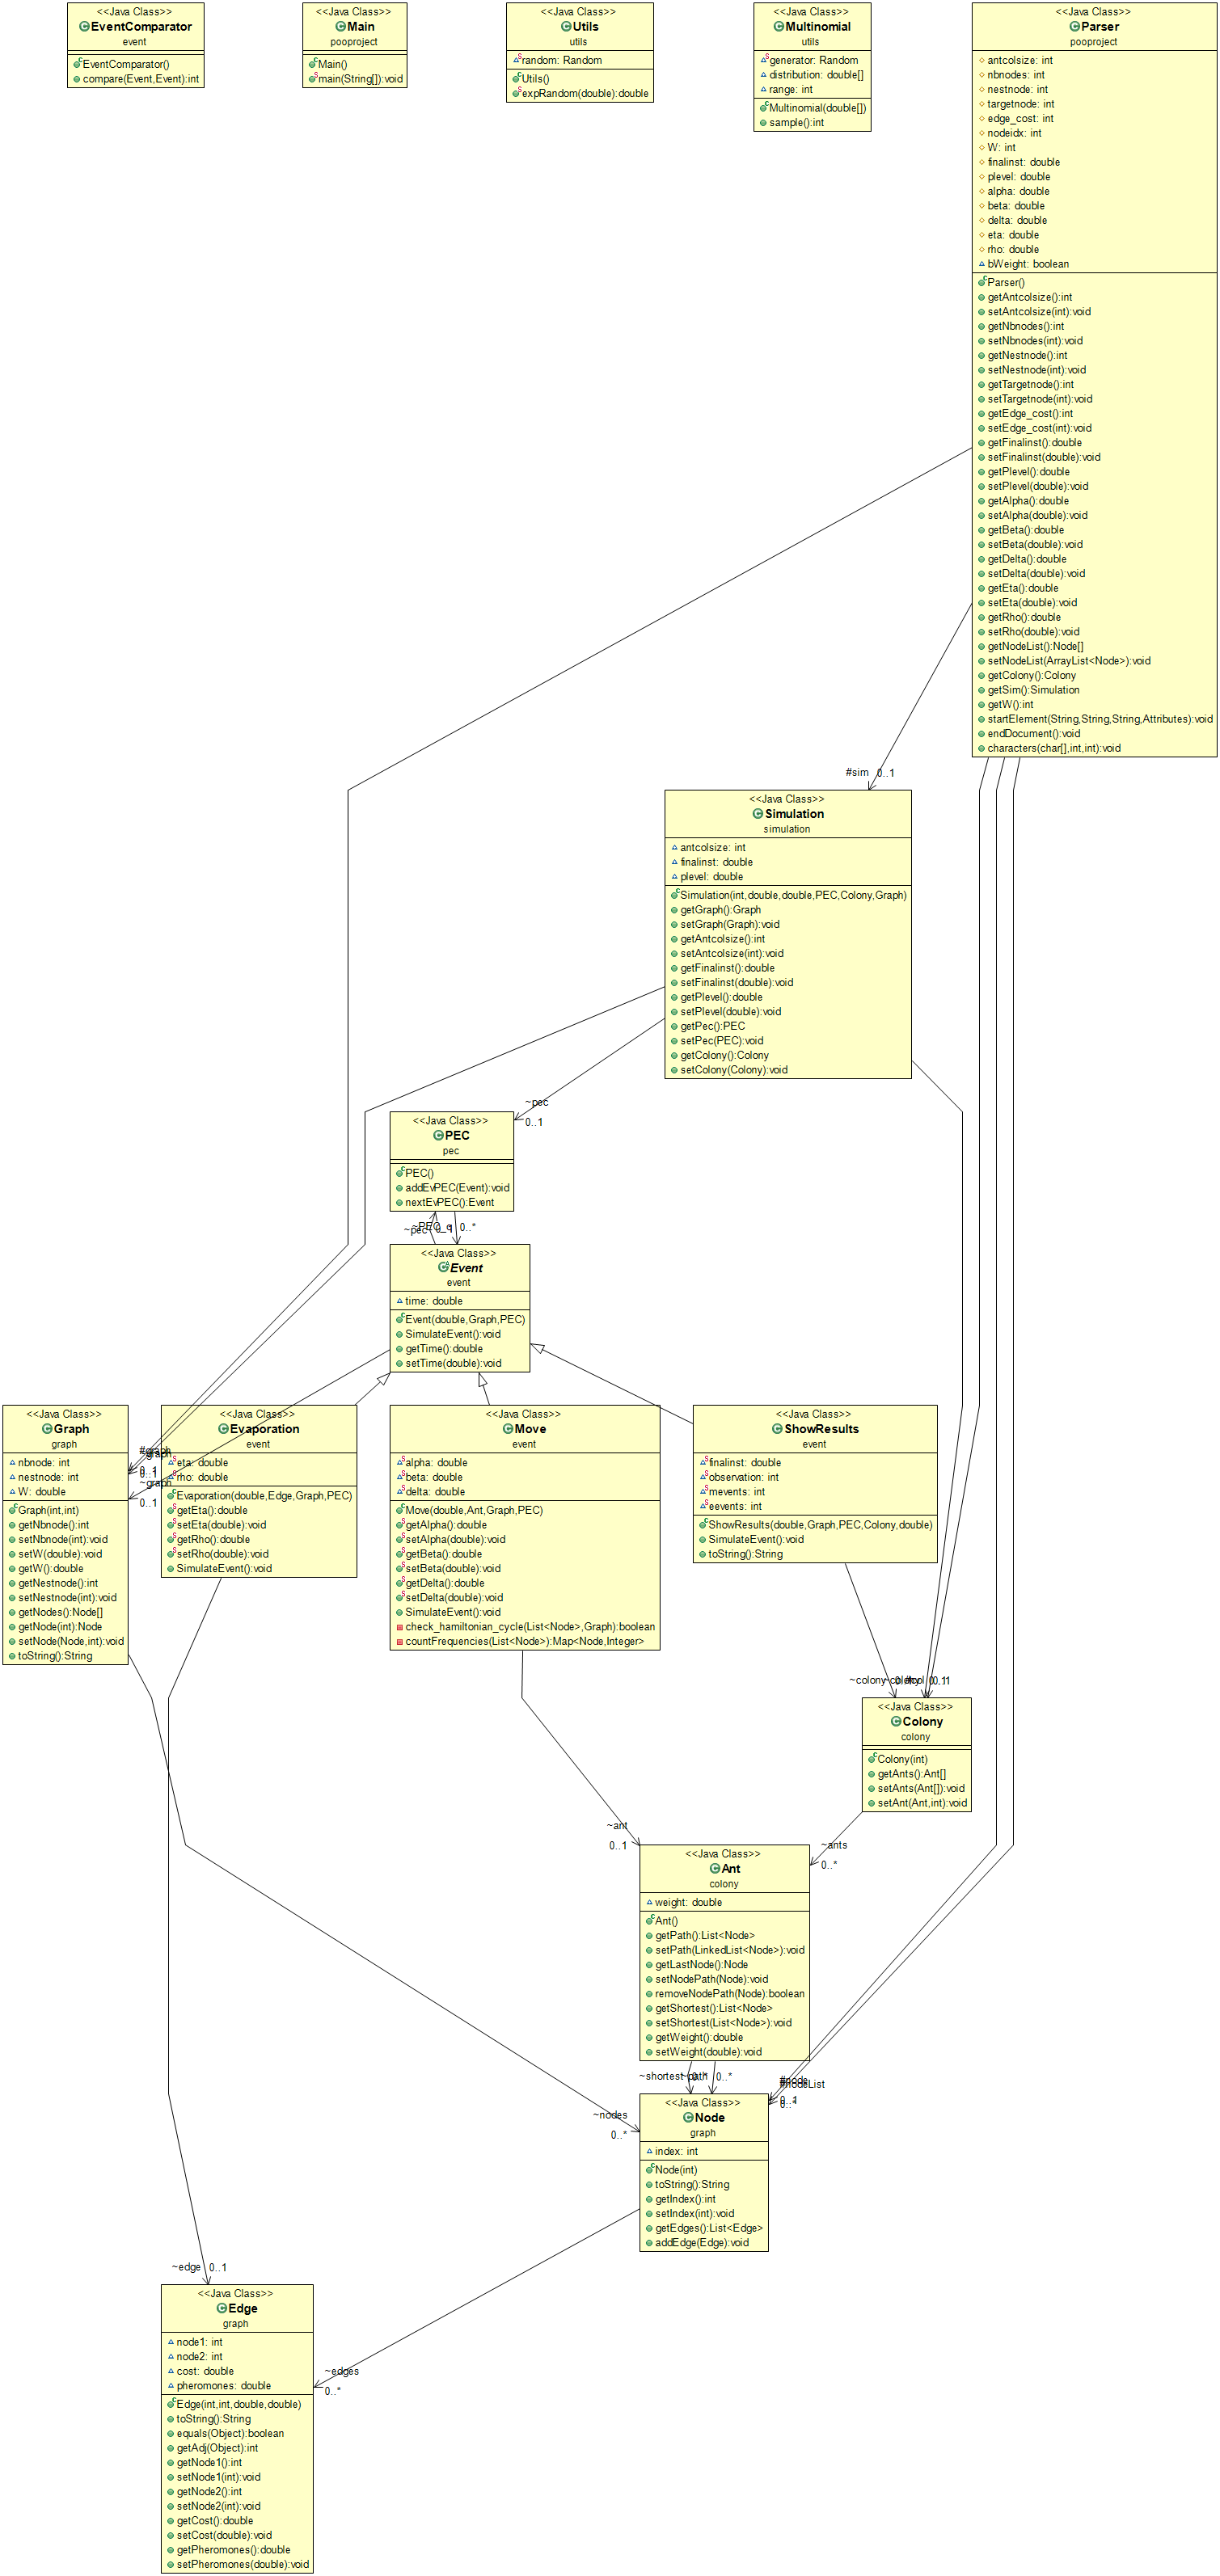 <<Java Class>>
EventComparator
event
EventComparator()
compare(Event,Event):int
<<Java Class>>
Main
pooproject
Main()
main(String[]):void
<<Java Class>>
Utils
utils
random: Random
Utils()
expRandom(double):double
<<Java Class>>
Multinomial
utils
generator: Random
distribution: double[]
range: int
Multinomial(double[])
sample():int
<<Java Class>>
Parser
pooproject
antcolsize: int
nbnodes: int
nestnode: int
targetnode: int
edge_cost: int
nodeidx: int
W: int
finalinst: double
plevel: double
alpha: double
beta: double
delta: double
eta: double
rho: double
bWeight: boolean
Parser()
getAntcolsize():int
setAntcolsize(int):void
getNbnodes():int
setNbnodes(int):void
getNestnode():int
setNestnode(int):void
getTargetnode():int
setTargetnode(int):void
getEdge_cost():int
setEdge_cost(int):void
getFinalinst():double
setFinalinst(double):void
getPlevel():double
setPlevel(double):void
getAlpha():double
setAlpha(double):void
getBeta():double
setBeta(double):void
getDelta():double
setDelta(double):void
getEta():double
setEta(double):void
getRho():double
setRho(double):void
getNodeList():Node[]
setNodeList(ArrayList<Node>):void
getColony():Colony
getSim():Simulation
getW():int
startElement(String,String,String,Attributes):void
endDocument():void
characters(char[],int,int):void
#sim 0..1
<<Java Class>>
Simulation
simulation
antcolsize: int
finalinst: double
plevel: double
Simulation(int,double,double,PEC,Colony,Graph)
getGraph():Graph
setGraph(Graph):void
getAntcolsize():int
setAntcolsize(int):void
getFinalinst():double
setFinalinst(double):void
getPlevel():double
setPlevel(double):void
getPec():PEC
setPec(PEC):void
getColony():Colony
setColony(Colony):void
~pec
0..1
<<Java Class>>
PEC
pec
PEC()
addEvPEC(Event):void
nextEvPEC():Event
~pec 0..1 0..*
<<Java Class>>
Event
event
time: double
Event(double,Graph,PEC)
SimulateEvent():void
getTime():double
setTime(double):void
<<Java Class>>
Graph
graph
nbnode: int
nestnode: int
W: double
Graph(int,int)
getNbnode():int
setNbnode(int):void
setW(double):void
getW():double
getNestnode():int
setNestnode(int):void
getNodes():Node[]
getNode(int):Node
setNode(Node,int):void
toString():String
#graph
~graph
0..1
0..1
~graph
0..1
<<Java Class>>
Evaporation
event
eta: double
rho: double
Evaporation(double,Edge,Graph,PEC)
getEta():double
setEta(double):void
getRho():double
setRho(double):void
SimulateEvent():void
<<Java Class>>
Move
event
alpha: double
beta: double
delta: double
Move(double,Ant,Graph,PEC)
getAlpha():double
setAlpha(double):void
getBeta():double
setBeta(double):void
getDelta():double
setDelta(double):void
SimulateEvent():void
check_hamiltonian_cycle(List<Node>,Graph):boolean
countFrequencies(List<Node>):Map<Node,Integer>
<<Java Class>>
ShowResults
event
finalinst: double
observation: int
mevents: int
eevents: int
ShowResults(double,Graph,PEC,Colony,double)
SimulateEvent():void
toString():String
~colony
<<Java Class>>
Colony
colony
Colony(int)
getAnts():Ant[]
setAnts(Ant[]):void
setAnt(Ant,int):void
~ant
0..1
~ants
0..*
<<Java Class>>
Ant
colony
weight: double
Ant()
getPath():List<Node>
setPath(LinkedList<Node>):void
getLastNode():Node
setNodePath(Node):void
removeNodePath(Node):boolean
getShortest():List<Node>
setShortest(List<Node>):void
getWeight():double
setWeight(double):void
~shortest 0..*
#nodeList
0..1
0..*
~nodes
0..*
<<Java Class>>
Node
graph
index: int
Node(int)
toString():String
getIndex():int
setIndex(int):void
getEdges():List<Edge>
addEdge(Edge):void
~edge 0..1
~edges
0..*
<<Java Class>>
Edge
graph
node1: int
node2: int
cost: double
pheromones: double
Edge(int,int,double,double)
toString():String
equals(Object):boolean
getAdj(Object):int
getNode1():int
setNode1(int):void
getNode2():int
setNode2(int):void
getCost():double
setCost(double):void
getPheromones():double
setPheromones(double):void